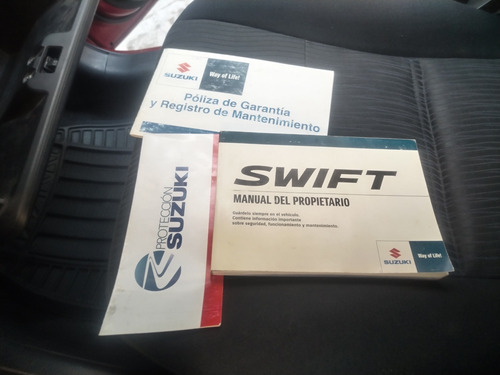 SUZUKI
Way of Life!
Póliza de Garantía
y Registro de Mantenimiento
PROTECCIÓN
SUZUKI
SWIFT
MANUAL DEL PROPIETARIO
Guárdelo siempre en el vehículo.
Contiene información importante
sobre seguridad, funcionamiento y mantenimiento.
SUZUKI
Way of Life!